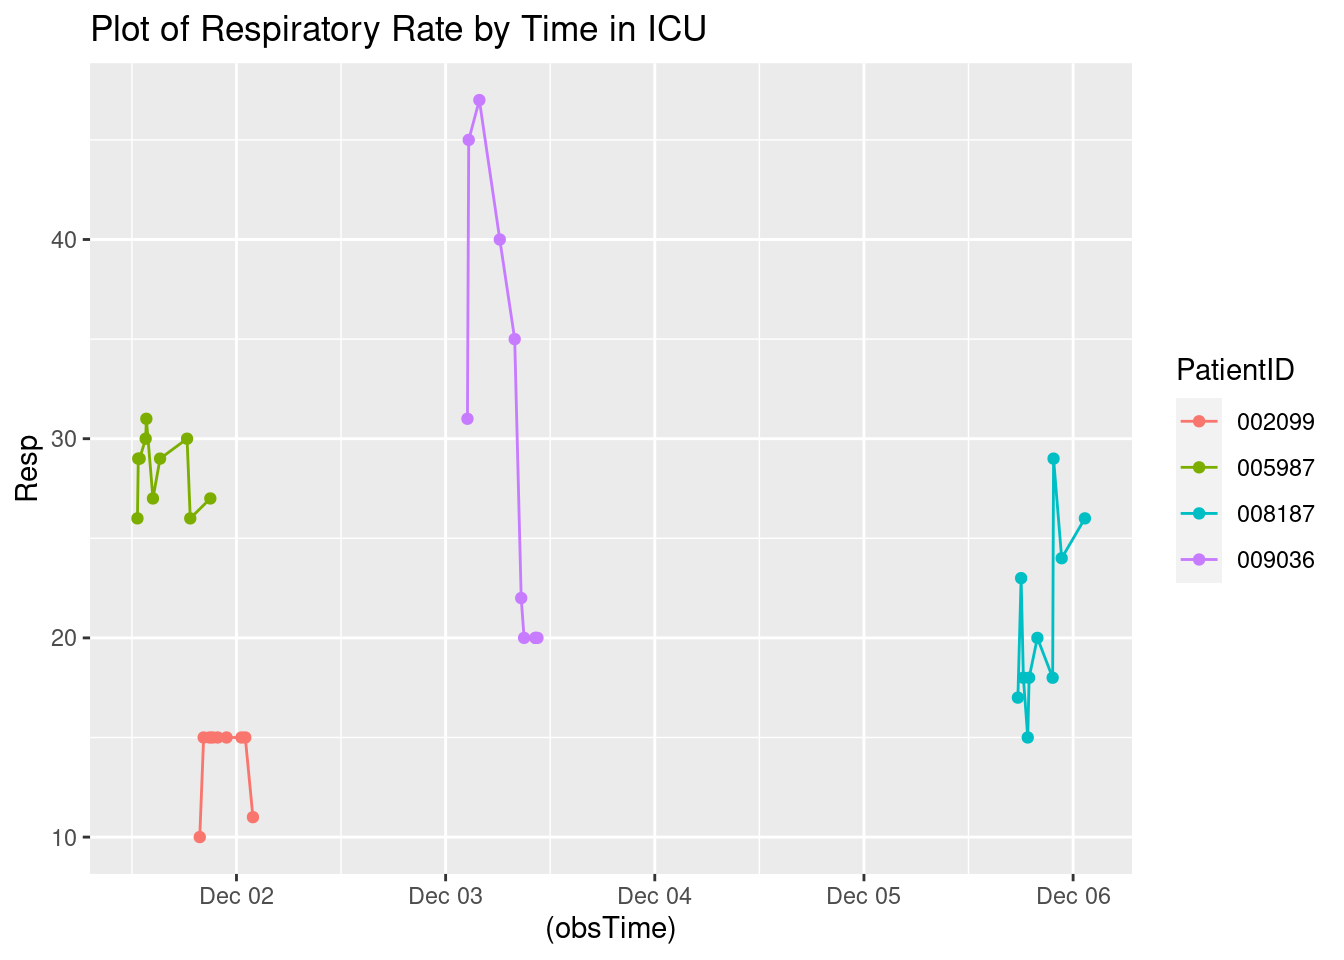 Plot of Respiratory Rate by Time in ICU
Resp
40
30
20
10
Dec 02 Dec 03 Dec 04 Dec 05 Dec 06
(obsTime)
PatientID
002099
005987
008187
009036